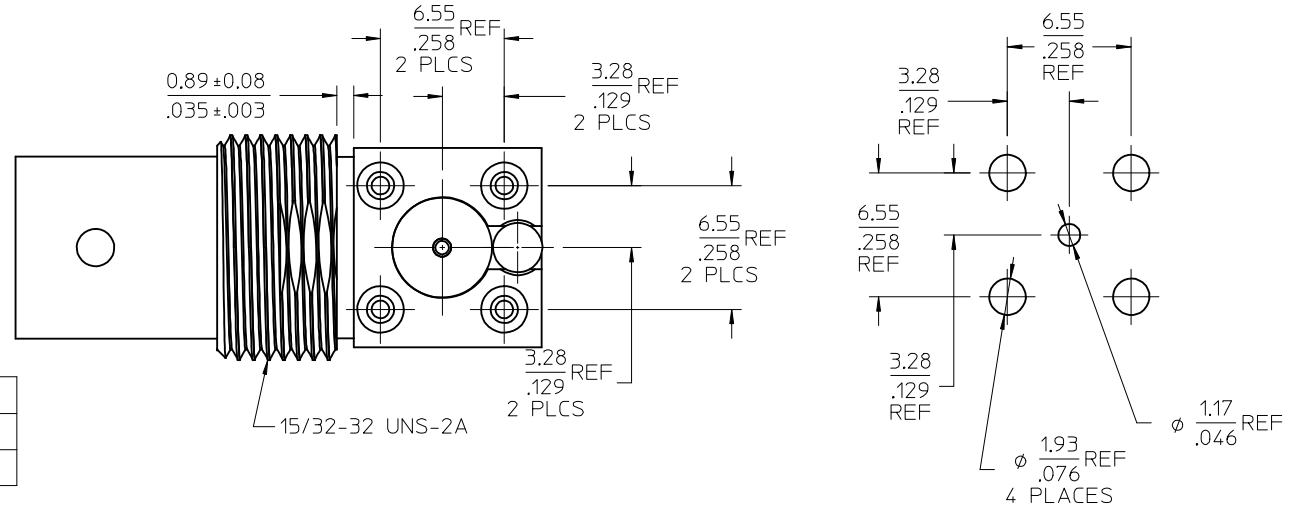 6.55
.258 REF
2 PLCS
0.89±0.08
.035±.003
3.28
.129 REF
2 PLCS
6.55
.258 REF
2 PLCS
3.28
.129 REF
2 PLCS
15/32-32 UNS-2A
6.55
.258
REF
3.28
.129
REF
6.55
.258
REF
3.28
.129
REF
ø 1.17
.046 REF
ø 1.93
.076 REF
4 PLACES